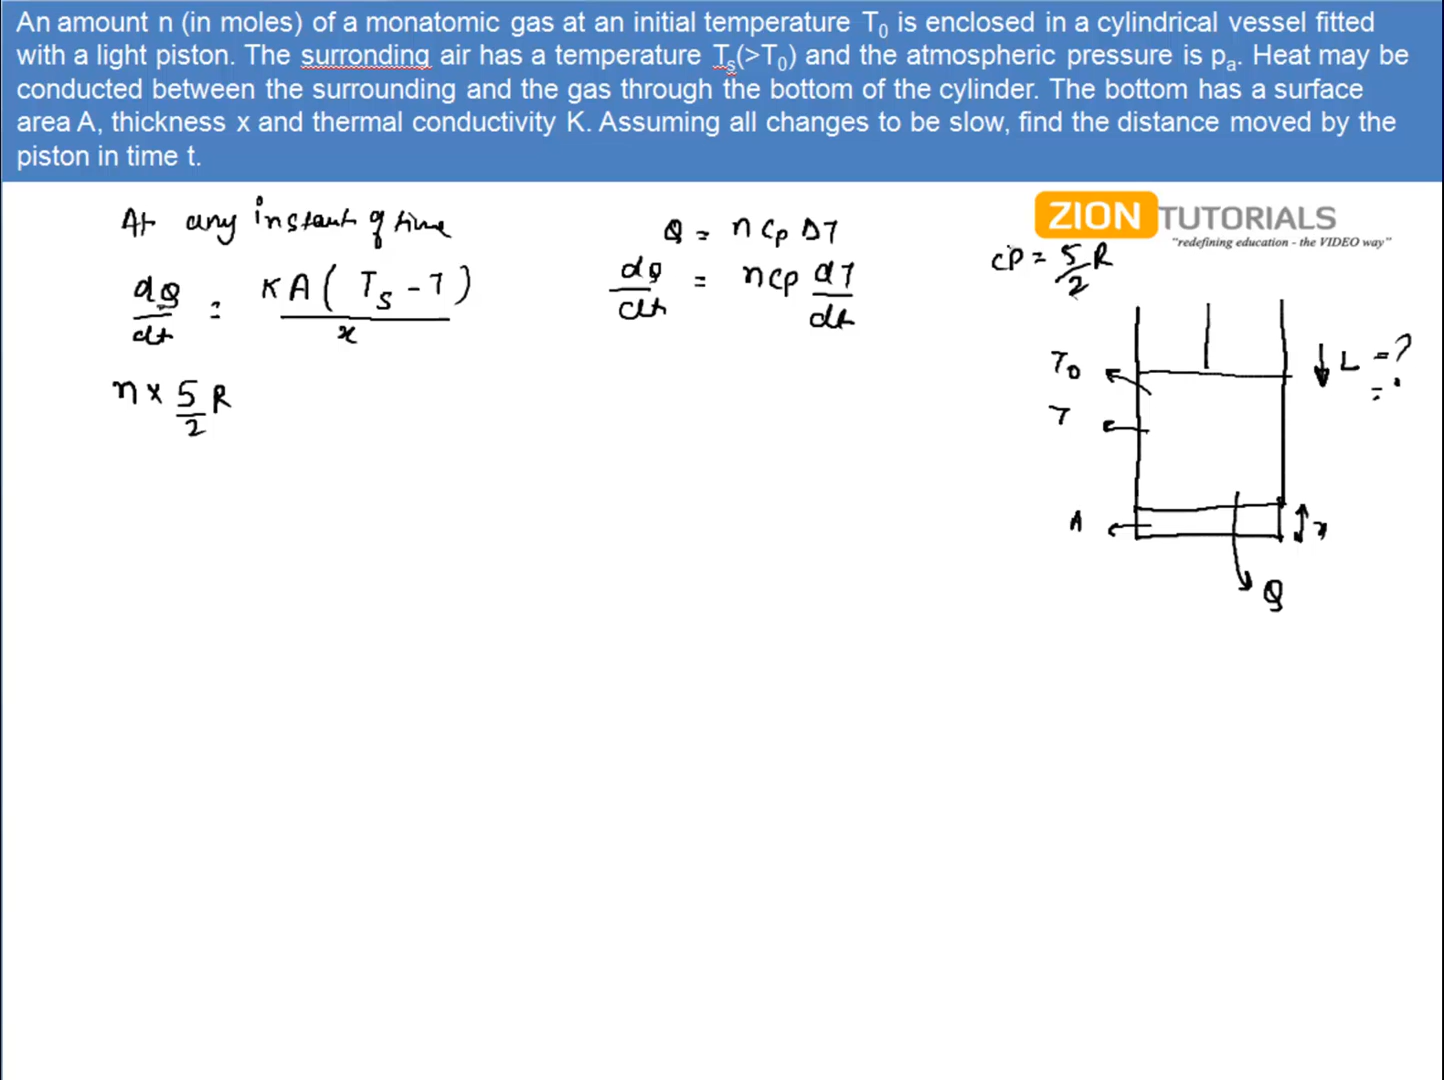 An amount n (in moles) of a monatomic gas at an initial temperature T₀ is enclosed in a cylindrical vessel fitted
with a light piston. The surronding air has a temperature Tₛ(>T₀) and the atmospheric pressure is pₐ. Heat may be
conducted between the surrounding and the gas through the bottom of the cylinder. The bottom has a surface
area A, thickness x and thermal conductivity K. Assuming all changes to be slow, find the distance moved by the
piston in time t.
At any instant of time
dQ/dt = KA(Tₛ - T)/x
n × 5/2 R
Q = n Cp ΔT
dQ/dt = nCp dT/dt
ZION TUTORIALS
"redefining education - the VIDEO way"
CP = 5/2 R
T₀
↓ L = ?
T
A
x
Q